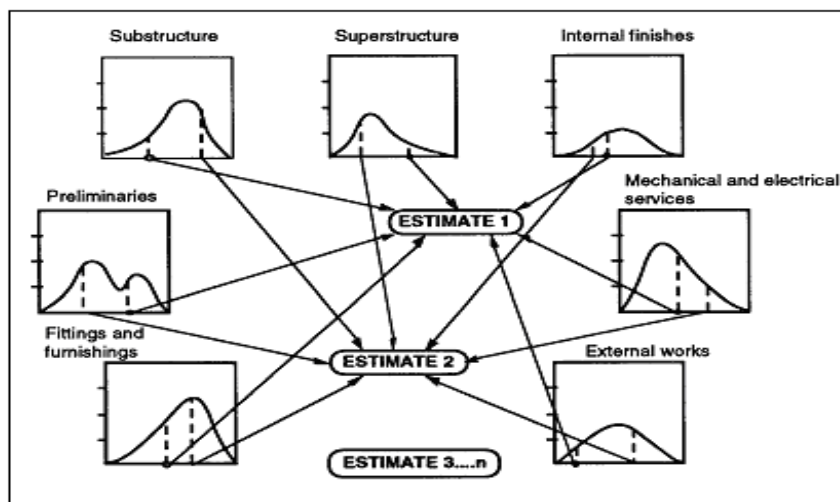 Substructure
Superstructure
Internal finishes
Preliminaries
ESTIMATE 1
Mechanical and electrical
services
Fittings and
furnishings
ESTIMATE 2
External works
ESTIMATE 3....n